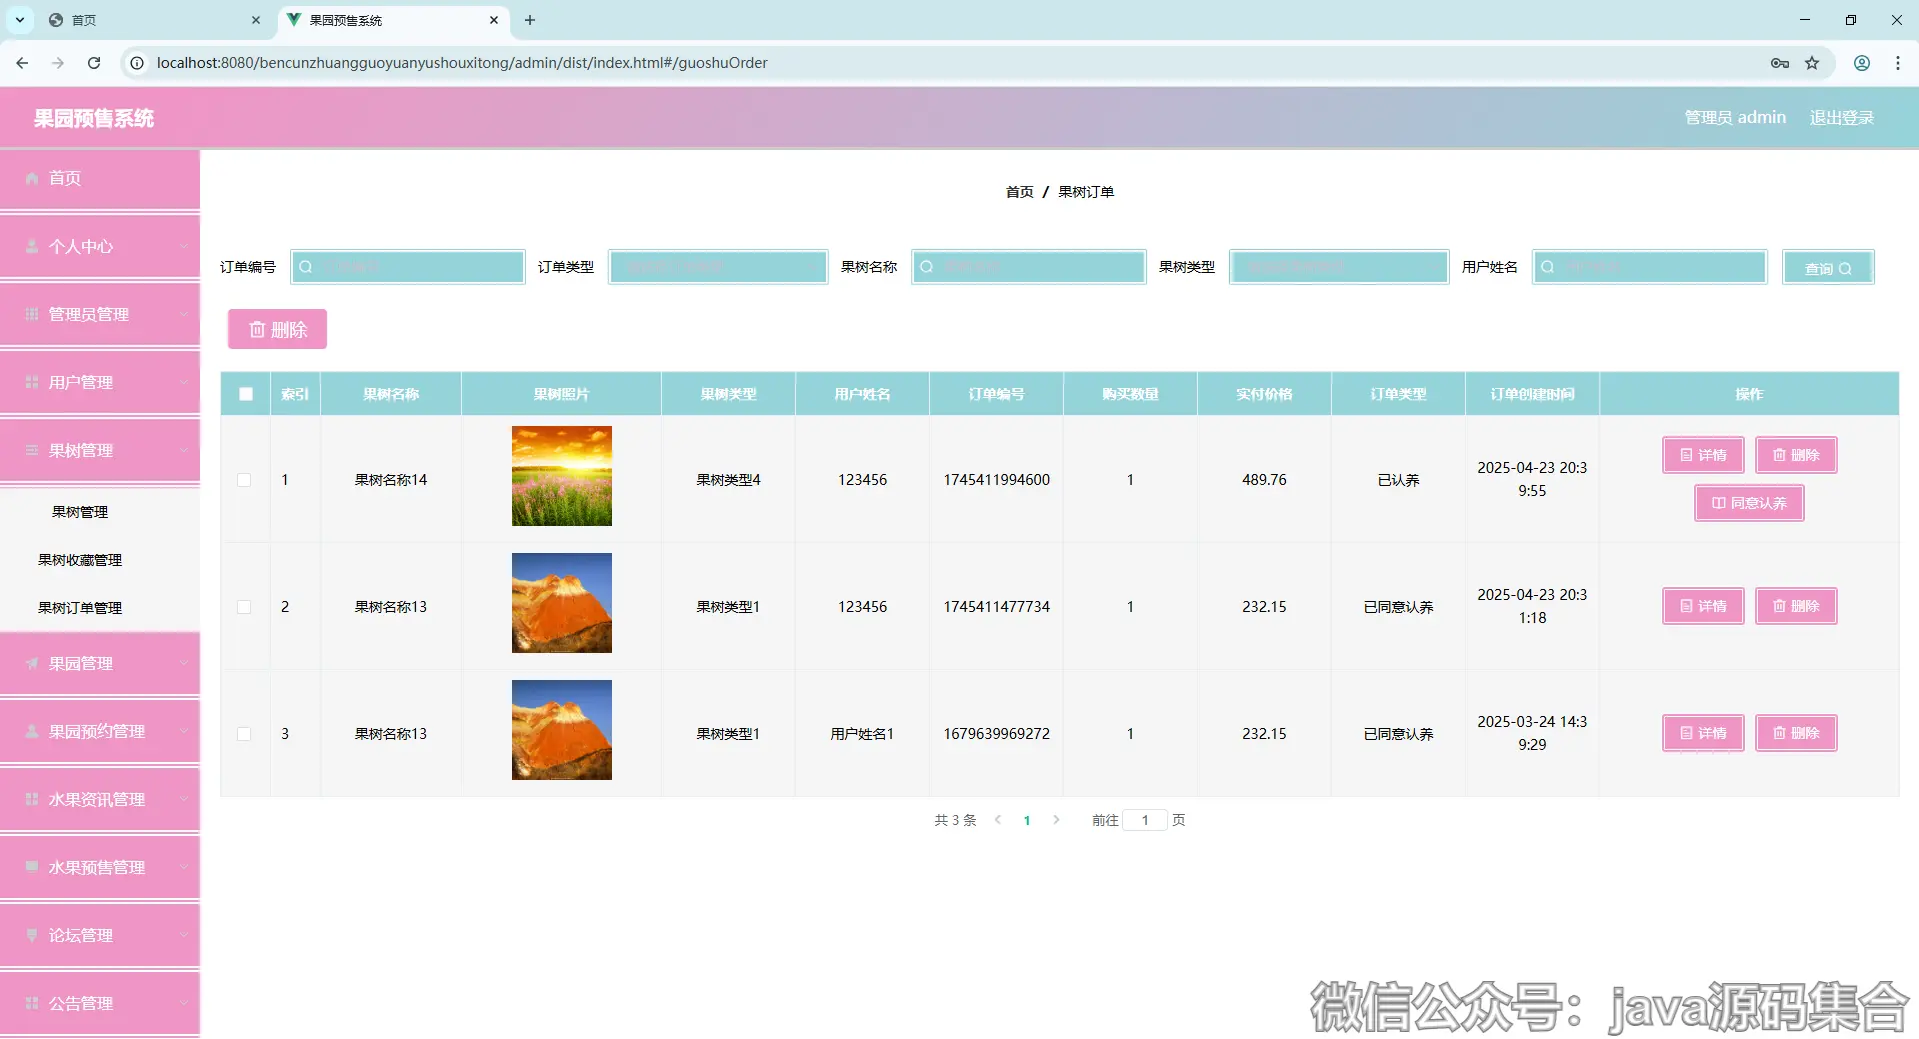 首页
果园预售系统
localhost:8080/bencunzhuangguoyuanyushouxitong/admin/dist/index.html#/guoshuOrder
果园预售系统
管理员 admin
退出登录
首页
个人中心
管理员管理
用户管理
果树管理
果树管理
果树收藏管理
果树订单管理
果园管理
果园预约管理
水果资讯管理
水果预售管理
论坛管理
公告管理
首页 / 果树订单
订单编号
订单类型
果树名称
果树类型
用户姓名
查询
删除
索引 果树名称 果树照片 果树类型 用户姓名 订单编号 购买数量 实付价格 订单类型 订单创建时间 操作
1 果树名称14 果树类型4 123456 1745411994600 1 489.76 已认养 2025-04-23 20:3
9:55
详情 删除
同意认养
2 果树名称13 果树类型1 123456 1745411477734 1 232.15 已同意认养 2025-04-23 20:3
1:18
详情 删除
3 果树名称13 果树类型1 用户姓名1 1679639969272 1 232.15 已同意认养 2025-03-24 14:3
9:29
详情 删除
共 3 条 1 前往 1 页
微信公众号：java源码集合